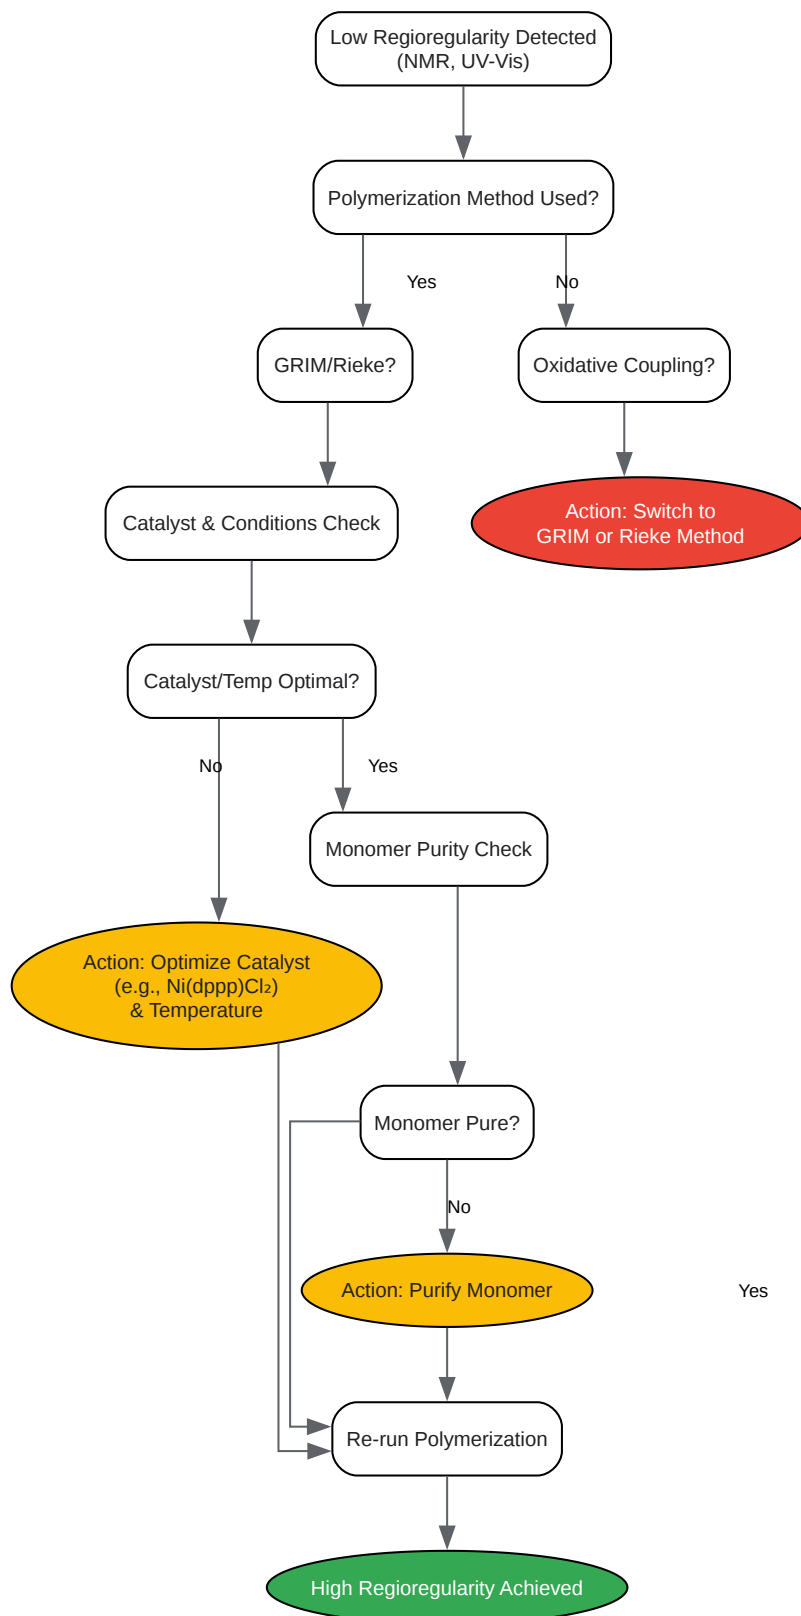 Low Regioregularity Detected
(NMR, UV-Vis)
Polymerization Method Used?
Yes
No
GRIM/Rieke?
Oxidative Coupling?
Catalyst & Conditions Check
Action: Switch to
GRIM or Rieke Method
Catalyst/Temp Optimal?
No
Yes
Monomer Purity Check
Action: Optimize Catalyst
(e.g., Ni(dppp)Cl₂)
& Temperature
Monomer Pure?
No
Action: Purify Monomer
Yes
Re-run Polymerization
High Regioregularity Achieved